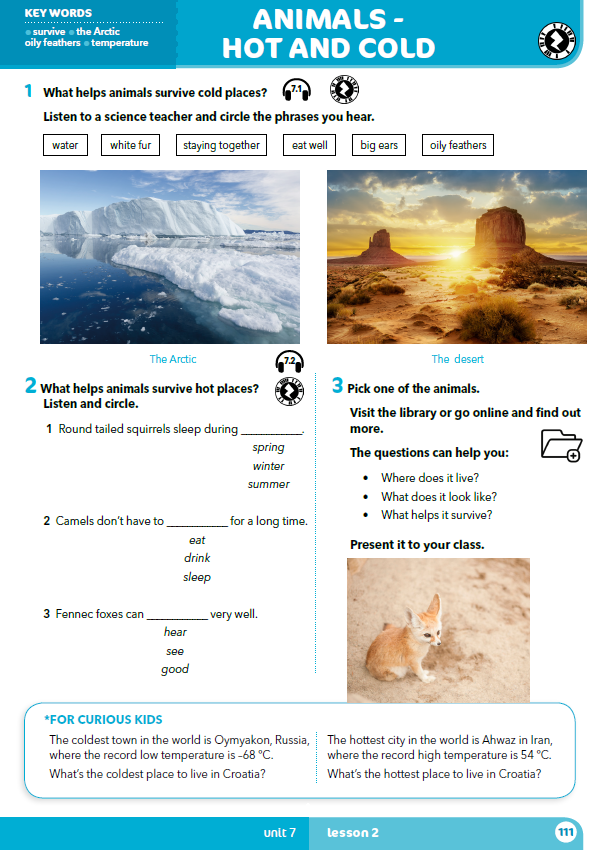 KEY WORDS
• survive • the Arctic
oily feathers • temperature
ANIMALS -
HOT AND COLD
1 What helps animals survive cold places?
7.1
Listen to a science teacher and circle the phrases you hear.
water white fur staying together eat well big ears oily feathers
The Arctic
The desert
7.2
2 What helps animals survive hot places?
Listen and circle.
1 Round tailed squirrels sleep during ___________.
spring
winter
summer
2 Camels don't have to ___________ for a long time.
eat
drink
sleep
3 Fennec foxes can ___________ very well.
hear
see
good
3 Pick one of the animals.
Visit the library or go online and find out
more.
The questions can help you:
• Where does it live?
• What does it look like?
• What helps it survive?
Present it to your class.
*FOR CURIOUS KIDS
The coldest town in the world is Oymyakon, Russia,
where the record low temperature is -68 °C.
What's the coldest place to live in Croatia?
The hottest city in the world is Ahwaz in Iran,
where the record high temperature is 54 °C.
What's the hottest place to live in Croatia?
unit 7 lesson 2 111